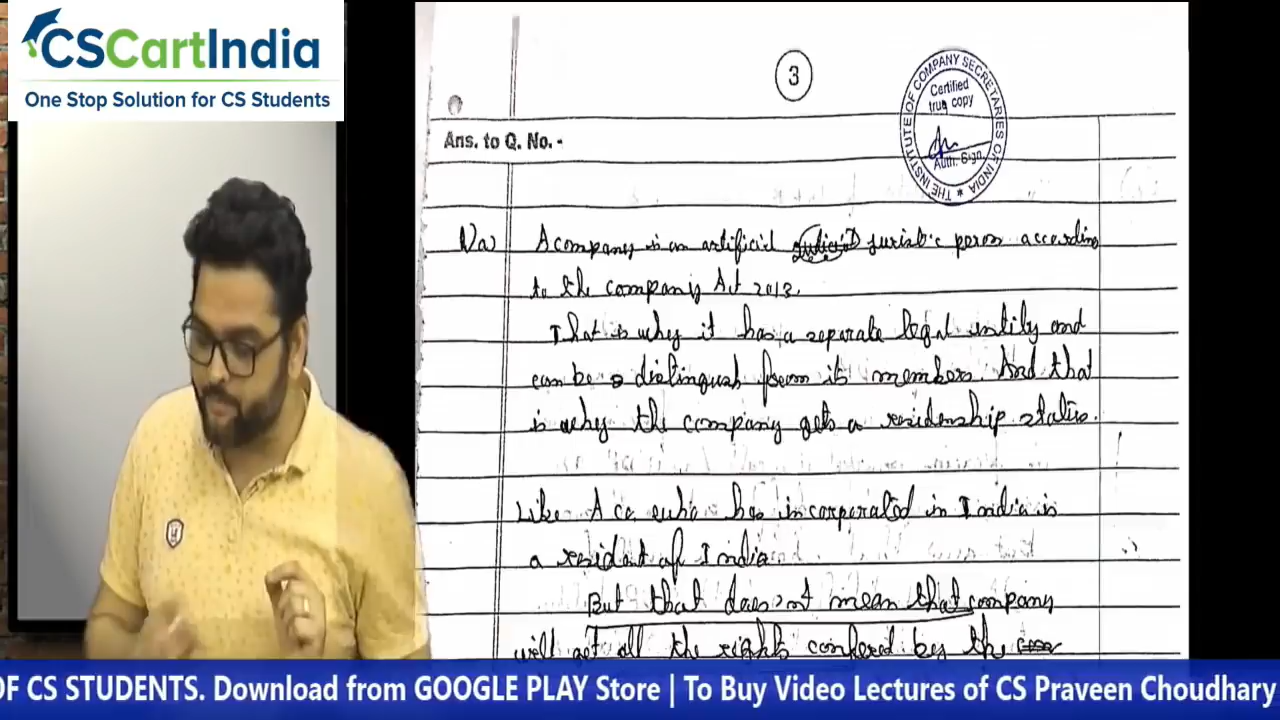 CSCartIndia
One Stop Solution for CS Students
3
THE INSTITUTE OF COMPANY SECRETARIES OF INDIA
Certified
true copy
Auth. Sign.
Ans. to Q. No. -
1)(a) A company is an artificial juristic person according
to the company Act 2013.
That is why it has a separate legal entity and
can be distinguish from its members. And that
is why the company gets a residenship status.
Like A co. who has incorporated in India is
a resident of India.
But that does not mean that company
will get all the rights confered by the
OF CS STUDENTS. Download from GOOGLE PLAY Store | To Buy Video Lectures of CS Praveen Choudhary